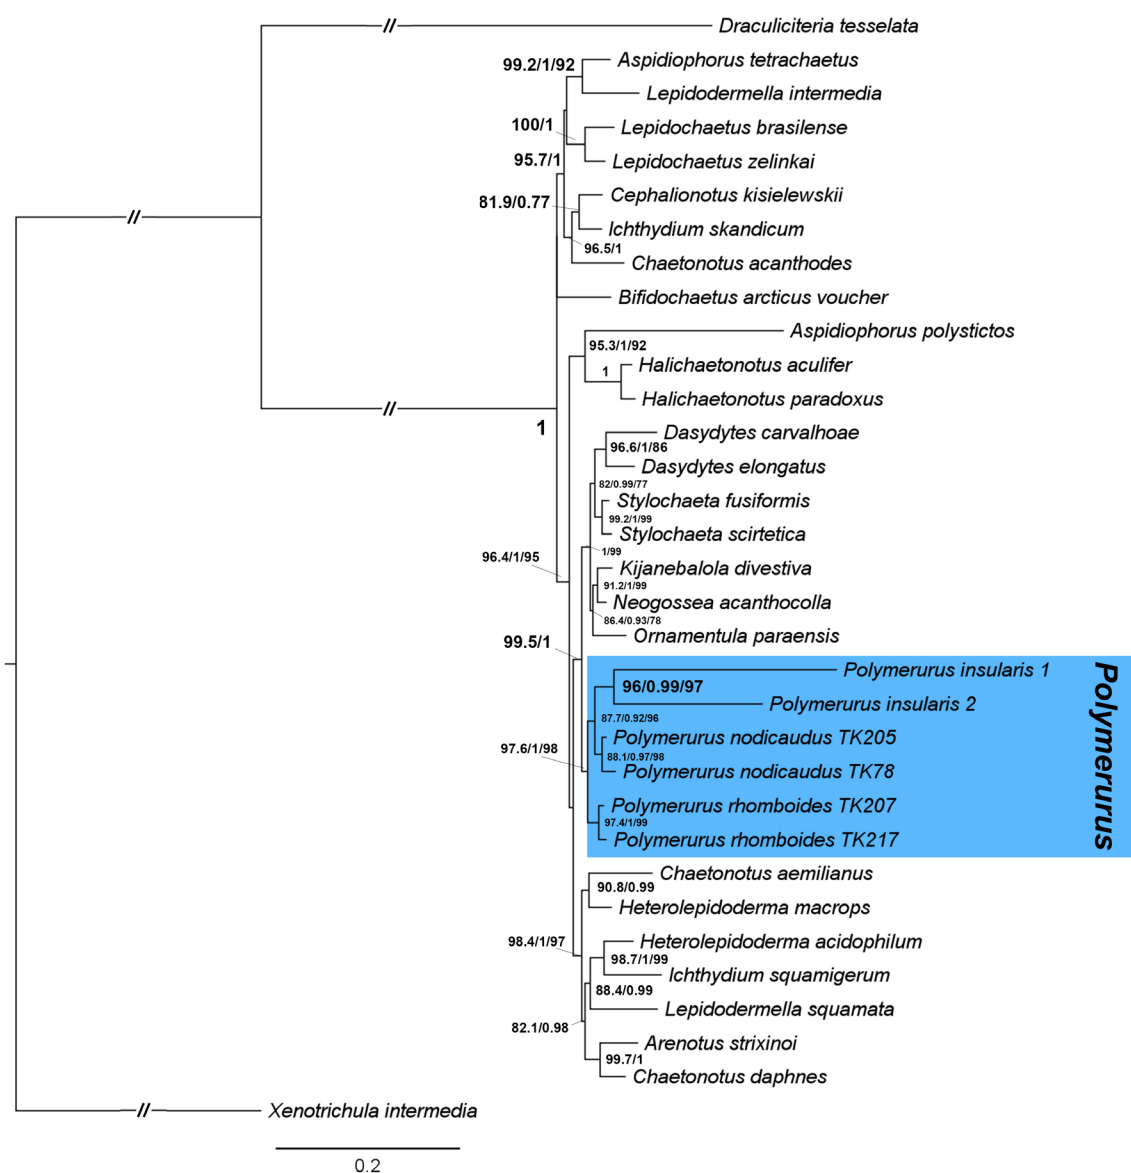 Draculiciteria tesselata
Aspidiophorus tetrachaetus
99.2/1/92
Lepidodermella intermedia
Lepidochaetus brasilense
100/1
Lepidochaetus zelinkai
95.7/1
Cephalionotus kisielewskii
81.9/0.77
Ichthydium skandicum
96.5/1
Chaetonotus acanthodes
Bifidochaetus arcticus voucher
Aspidiophorus polystictos
95.3/1/92
Halichaetonotus aculifer
1
Halichaetonotus paradoxus
1
Dasydytes carvalhoae
96.6/1/86
Dasydytes elongatus
82/0.99/77
Stylochaeta fusiformis
99.2/1/99
Stylochaeta scirtetica
1/99
96.4/1/95
Kijanebalola divestiva
91.2/1/99
Neogossea acanthocolla
86.4/0.93/78
Ornamentula paraensis
99.5/1
Polymerurus insularis 1
96/0.99/97
Polymerurus insularis 2
87.7/0.92/96
Polymerurus nodicaudus TK205
97.6/1/98
88.1/0.97/98
Polymerurus nodicaudus TK78
Polymerurus rhomboides TK207
97.4/1/99
Polymerurus rhomboides TK217
Polymerurus
Chaetonotus aemilianus
90.8/0.99
Heterolepidoderma macrops
98.4/1/97
Heterolepidoderma acidophilum
98.7/1/99
Ichthydium squamigerum
88.4/0.99
Lepidodermella squamata
82.1/0.98
Arenotus strixinoi
99.7/1
Chaetonotus daphnes
Xenotrichula intermedia
0.2